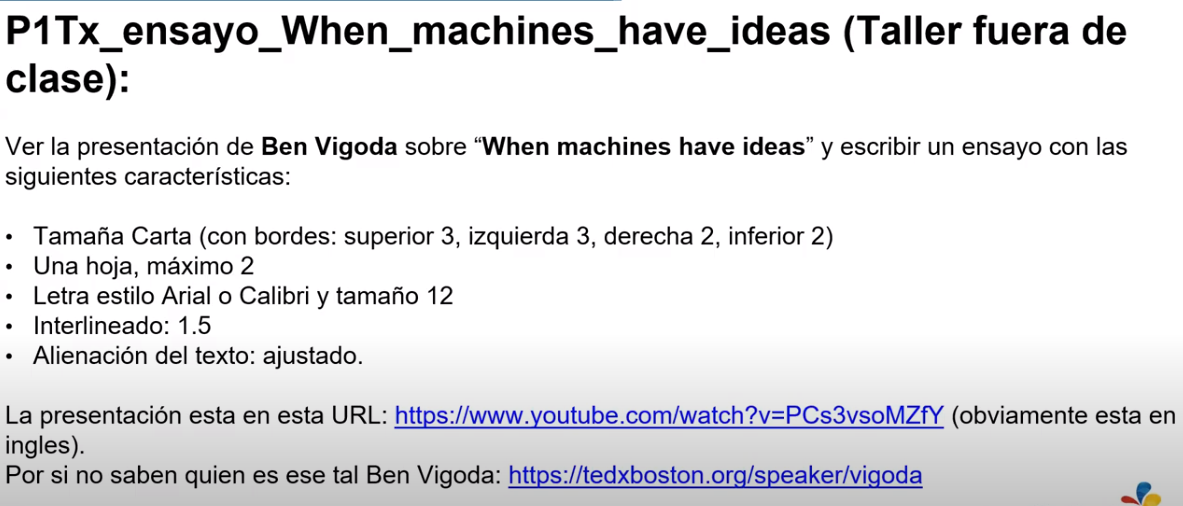 P1Tx_ensayo_When_machines_have_ideas (Taller fuera de
clase):
Ver la presentación de Ben Vigoda sobre “When machines have ideas” y escribir un ensayo con las
siguientes características:
• Tamaña Carta (con bordes: superior 3, izquierda 3, derecha 2, inferior 2)
• Una hoja, máximo 2
• Letra estilo Arial o Calibri y tamaño 12
• Interlineado: 1.5
• Alienación del texto: ajustado.
La presentación esta en esta URL: https://www.youtube.com/watch?v=PCs3vsoMZfY (obviamente esta en
ingles).
Por si no saben quien es ese tal Ben Vigoda: https://tedxboston.org/speaker/vigoda